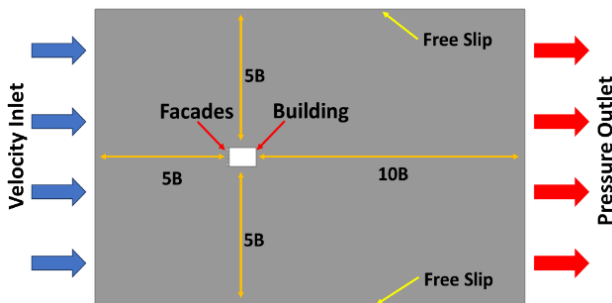 Free Slip
5B
Facades
Building
Velocity Inlet
5B
10B
Pressure Outlet
5B
Free Slip